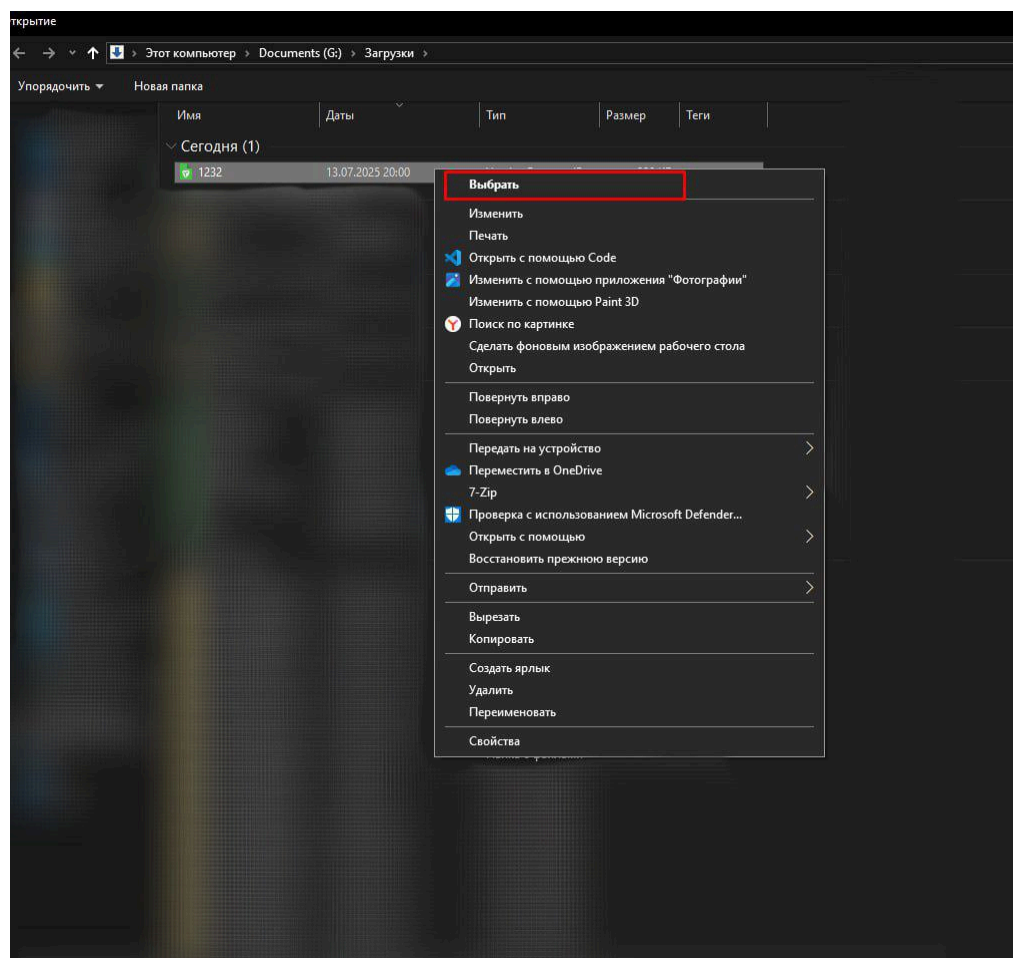 ткрытие
Этот компьютер > Documents (G:) > Загрузки >
Упорядочить Новая папка
Имя Даты Тип Размер Теги
Сегодня (1)
1232 13.07.2025 20:00
Выбрать
Изменить
Печать
Открыть с помощью Code
Изменить с помощью приложения "Фотографии"
Изменить с помощью Paint 3D
Поиск по картинке
Сделать фоновым изображением рабочего стола
Открыть
Повернуть вправо
Повернуть влево
Передать на устройство
Переместить в OneDrive
7-Zip
Проверка с использованием Microsoft Defender...
Открыть с помощью
Восстановить прежнюю версию
Отправить
Вырезать
Копировать
Создать ярлык
Удалить
Переименовать
Свойства